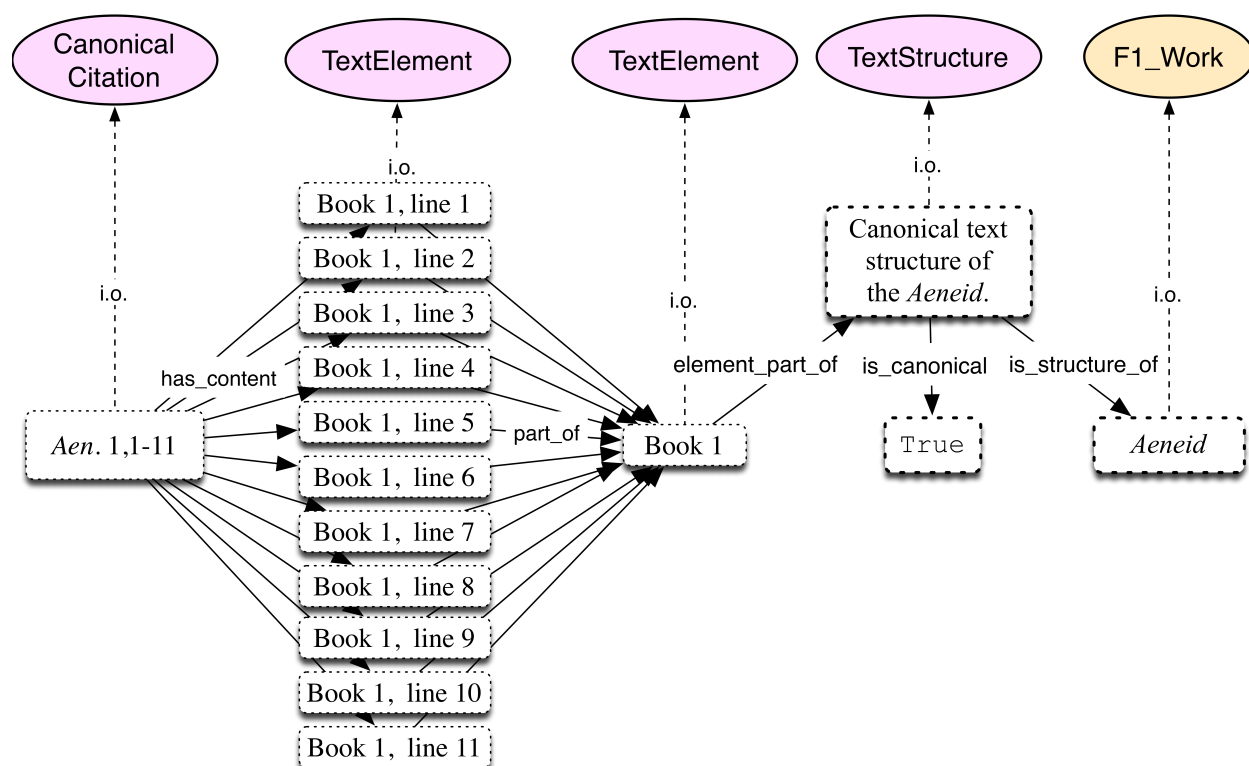 Canonical
Citation
TextElement
TextElement
TextStructure
F1_Work
i.o.
i.o.
i.o.
i.o.
i.o.
Book 1, line 1
Book 1, line 2
Book 1, line 3
Book 1, line 4
Book 1, line 5
Book 1, line 6
Book 1, line 7
Book 1, line 8
Book 1, line 9
Book 1, line 10
Book 1, line 11
has_content
Aen. 1,1-11
part_of
Book 1
element_part_of
Canonical text
structure of
the Aeneid.
is_canonical
is_structure_of
True
Aeneid